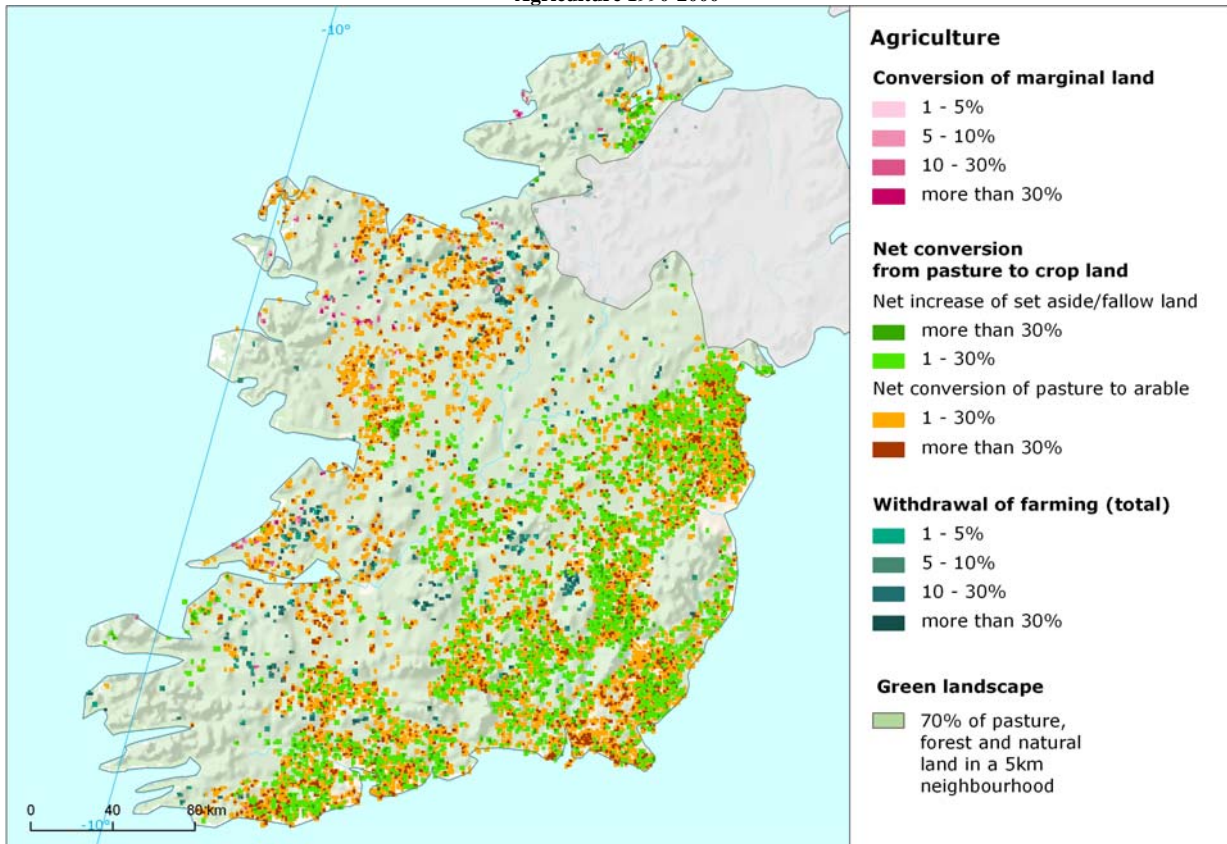 Agriculture 1990-2000
-10°
Agriculture
Conversion of marginal land
1 - 5%
5 - 10%
10 - 30%
more than 30%
Net conversion
from pasture to crop land
Net increase of set aside/fallow land
more than 30%
1 - 30%
Net conversion of pasture to arable
1 - 30%
more than 30%
Withdrawal of farming (total)
1 - 5%
5 - 10%
10 - 30%
more than 30%
Green landscape
70% of pasture,
forest and natural
land in a 5km
neighbourhood
0 40 80 km
-10°